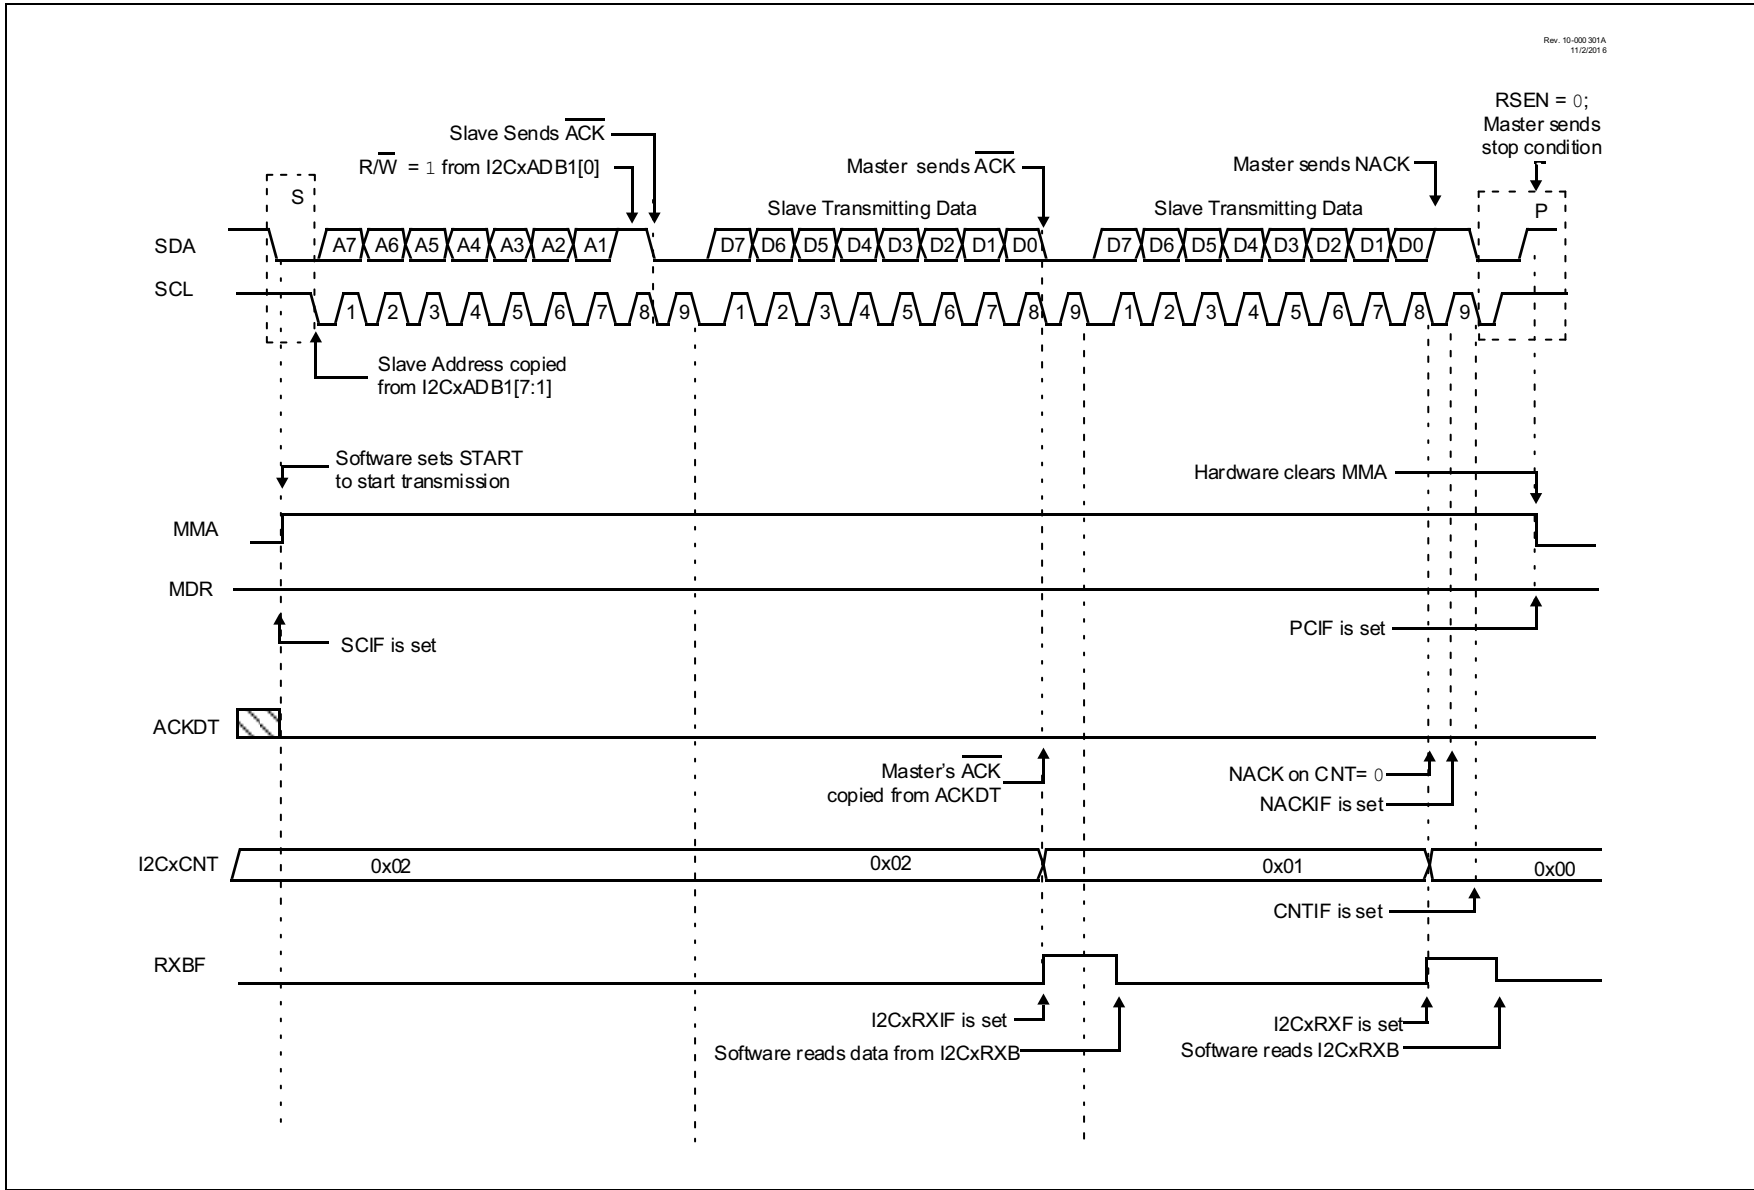 Rev. 10-000 301A
11/2/201 6
RSEN = 0;
Master sends
stop condition
Slave Sends ACK
R/W = 1 from I2CxADB1[0]
Master sends ACK
Master sends NACK
S
Slave Transmitting Data
Slave Transmitting Data
P
SDA
A7 A6 A5 A4 A3 A2 A1
D7 D6 D5 D4 D3 D2 D1 D0
D7 D6 D5 D4 D3 D2 D1 D0
SCL
1 2 3 4 5 6 7 8 9
1 2 3 4 5 6 7 8 9
1 2 3 4 5 6 7 8 9
Slave Address copied
from I2CxADB1[7:1]
Software sets START
to start transmission
Hardware clears MMA
MMA
MDR
SCIF is set
PCIF is set
ACKDT
Master's ACK
copied from ACKDT
NACK on CNT= 0
NACKIF is set
I2CxCNT
0x02
0x02
0x01
0x00
CNTIF is set
RXBF
I2CxRXIF is set
Software reads data from I2CxRXB
I2CxRXF is set
Software reads I2CxRXB